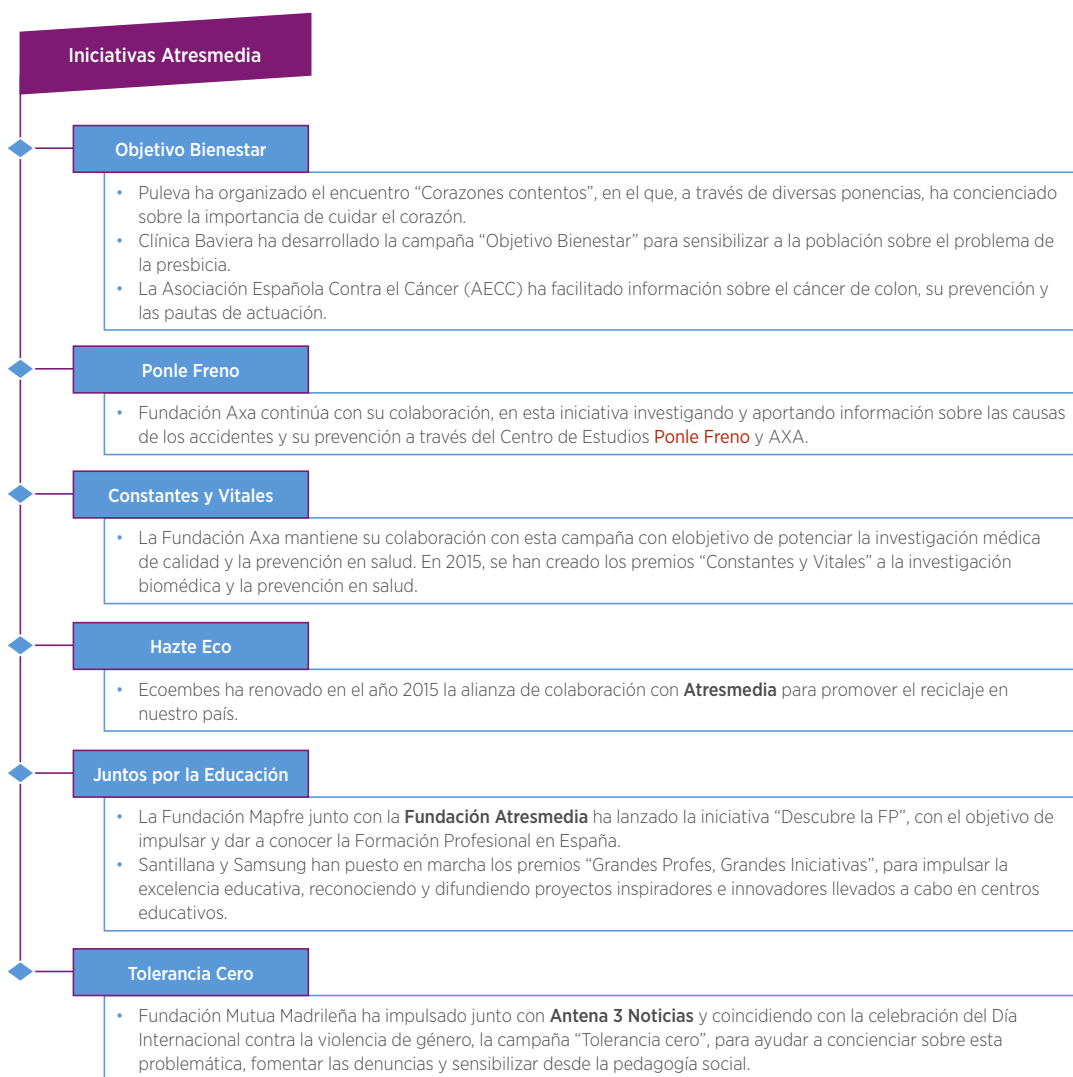 Iniciativas Atresmedia
Objetivo Bienestar
• Puleva ha organizado el encuentro “Corazones contentos”, en el que, a través de diversas ponencias, ha concienciado
sobre la importancia de cuidar el corazón.
• Clínica Baviera ha desarrollado la campaña “Objetivo Bienestar” para sensibilizar a la población sobre el problema de
la presbicia.
• La Asociación Española Contra el Cáncer (AECC) ha facilitado información sobre el cáncer de colon, su prevención y
las pautas de actuación.
Ponle Freno
• Fundación Axa continúa con su colaboración, en esta iniciativa investigando y aportando información sobre las causas
de los accidentes y su prevención a través del Centro de Estudios Ponle Freno y AXA.
Constantes y Vitales
• La Fundación Axa mantiene su colaboración con esta campaña con elobjetivo de potenciar la investigación médica
de calidad y la prevención en salud. En 2015, se han creado los premios “Constantes y Vitales” a la investigación
biomédica y la prevención en salud.
Hazte Eco
• Ecoembes ha renovado en el año 2015 la alianza de colaboración con Atresmedia para promover el reciclaje en
nuestro país.
Juntos por la Educación
• La Fundación Mapfre junto con la Fundación Atresmedia ha lanzado la iniciativa “Descubre la FP”, con el objetivo de
impulsar y dar a conocer la Formación Profesional en España.
• Santillana y Samsung han puesto en marcha los premios “Grandes Profes, Grandes Iniciativas”, para impulsar la
excelencia educativa, reconociendo y difundiendo proyectos inspiradores e innovadores llevados a cabo en centros
educativos.
Tolerancia Cero
• Fundación Mutua Madrileña ha impulsado junto con Antena 3 Noticias y coincidiendo con la celebración del Día
Internacional contra la violencia de género, la campaña “Tolerancia cero”, para ayudar a concienciar sobre esta
problemática, fomentar las denuncias y sensibilizar desde la pedagogía social.